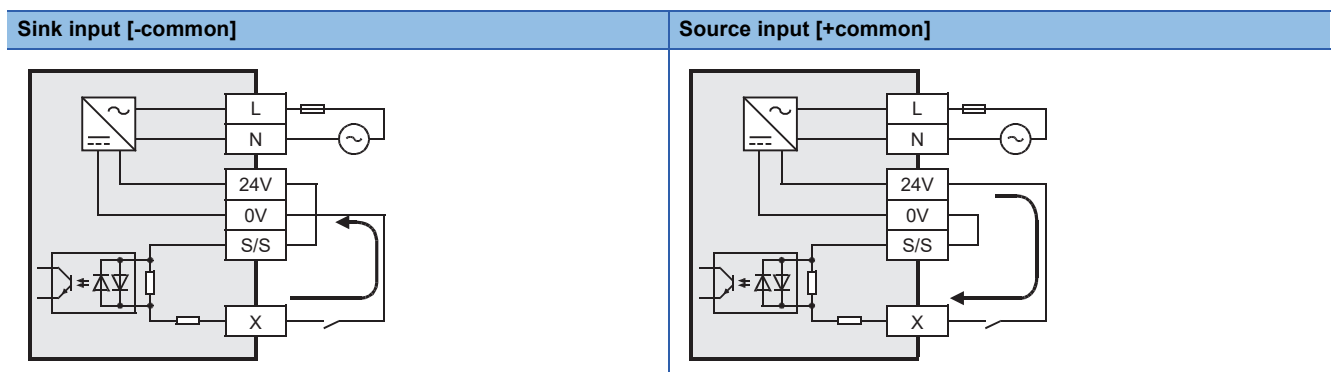 Sink input [-common]
Source input [+common]
L
N
24V
0V
S/S
X
L
N
24V
0V
S/S
X